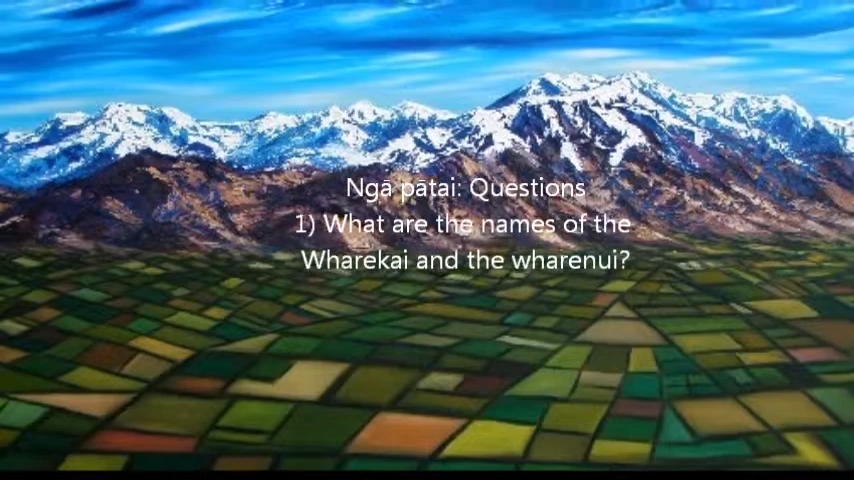 Ngā pātai: Questions
1) What are the names of the
Wharekai and the wharenui?